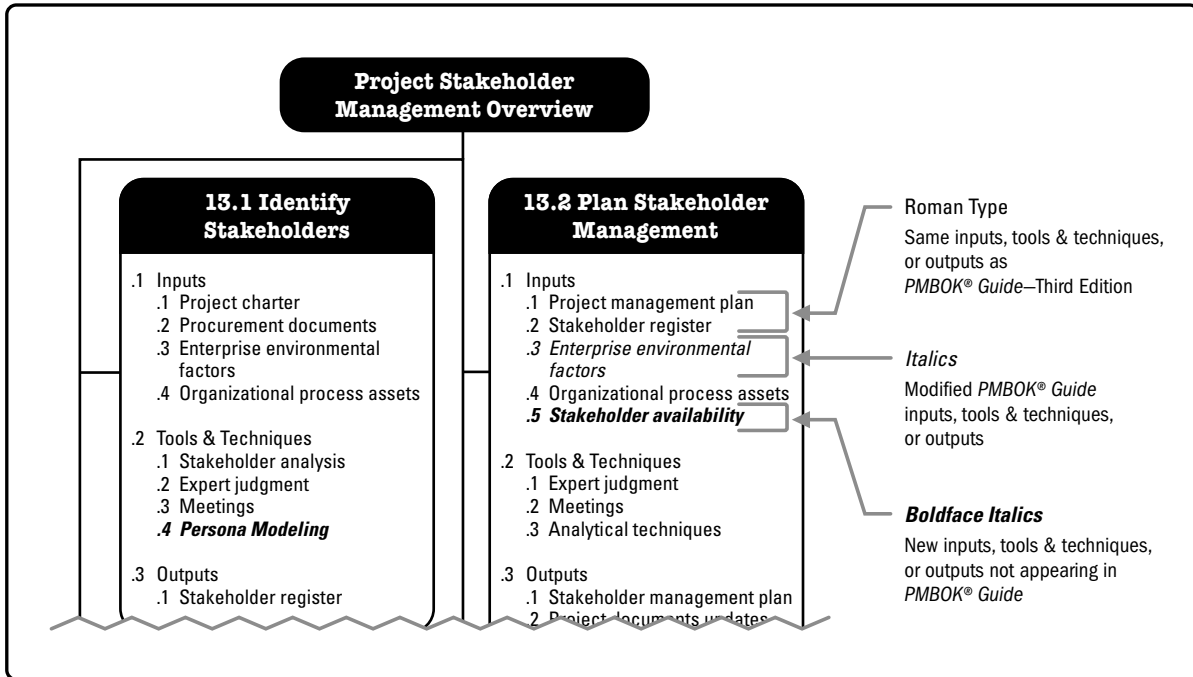 Project Stakeholder
Management Overview
13.1 Identify
Stakeholders
.1 Inputs
.1 Project charter
.2 Procurement documents
.3 Enterprise environmental
factors
.4 Organizational process assets
.2 Tools & Techniques
.1 Stakeholder analysis
.2 Expert judgment
.3 Meetings
.4 Persona Modeling
.3 Outputs
.1 Stakeholder register
13.2 Plan Stakeholder
Management
.1 Inputs
.1 Project management plan
.2 Stakeholder register
.3 Enterprise environmental
factors
.4 Organizational process assets
.5 Stakeholder availability
.2 Tools & Techniques
.1 Expert judgment
.2 Meetings
.3 Analytical techniques
.3 Outputs
.1 Stakeholder management plan
.2 Project documents updates
Roman Type
Same inputs, tools & techniques,
or outputs as
PMBOK® Guide—Third Edition
Italics
Modified PMBOK® Guide
inputs, tools & techniques,
or outputs
Boldface Italics
New inputs, tools & techniques,
or outputs not appearing in
PMBOK® Guide